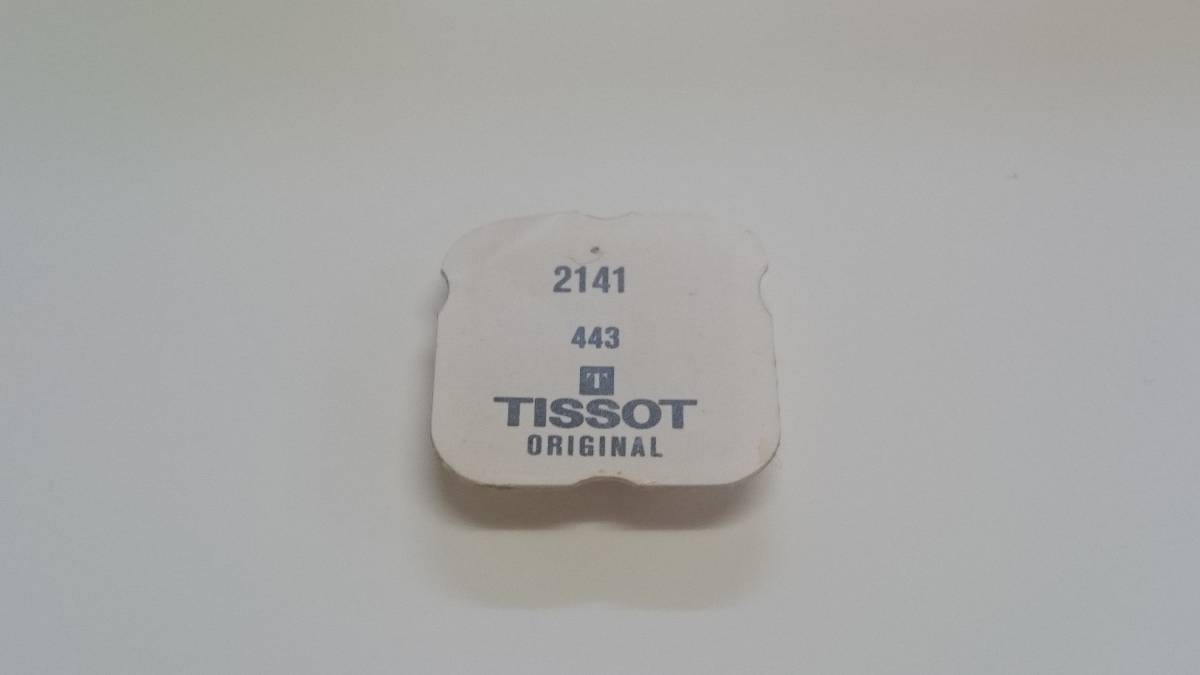 2141
443
T
TISSOT
ORIGINAL